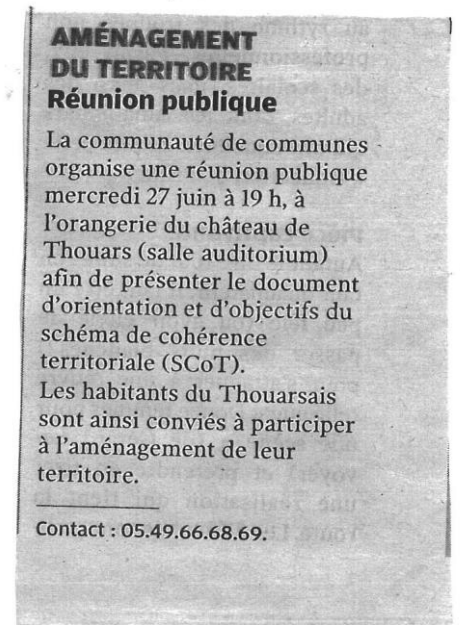 AMÉNAGEMENT
DU TERRITOIRE
Réunion publique
La communauté de communes
organise une réunion publique
mercredi 27 juin à 19 h, à
l'orangerie du château de
Thouars (salle auditorium)
afin de présenter le document
d'orientation et d'objectifs du
schéma de cohérence
territoriale (SCoT).
Les habitants du Thouarsais
sont ainsi conviés à participer
à l'aménagement de leur
territoire.
Contact : 05.49.66.68.69.